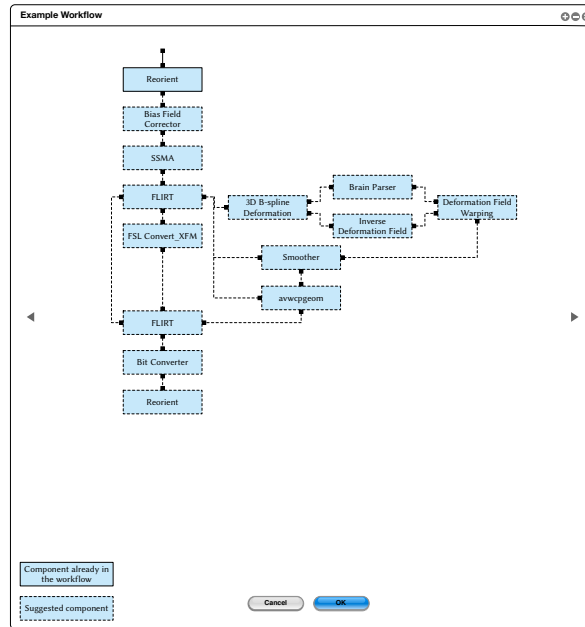 Example Workflow
Reorient
Bias Field
Corrector
SSMA
FLIRT
3D B-spline
Deformation
Brain Parser
Deformation Field
Warping
Inverse
Deformation Field
FSL Convert_XFM
Smoother
avwcpgeom
FLIRT
Bit Converter
Reorient
Component already in
the workflow
Suggested component
Cancel
OK